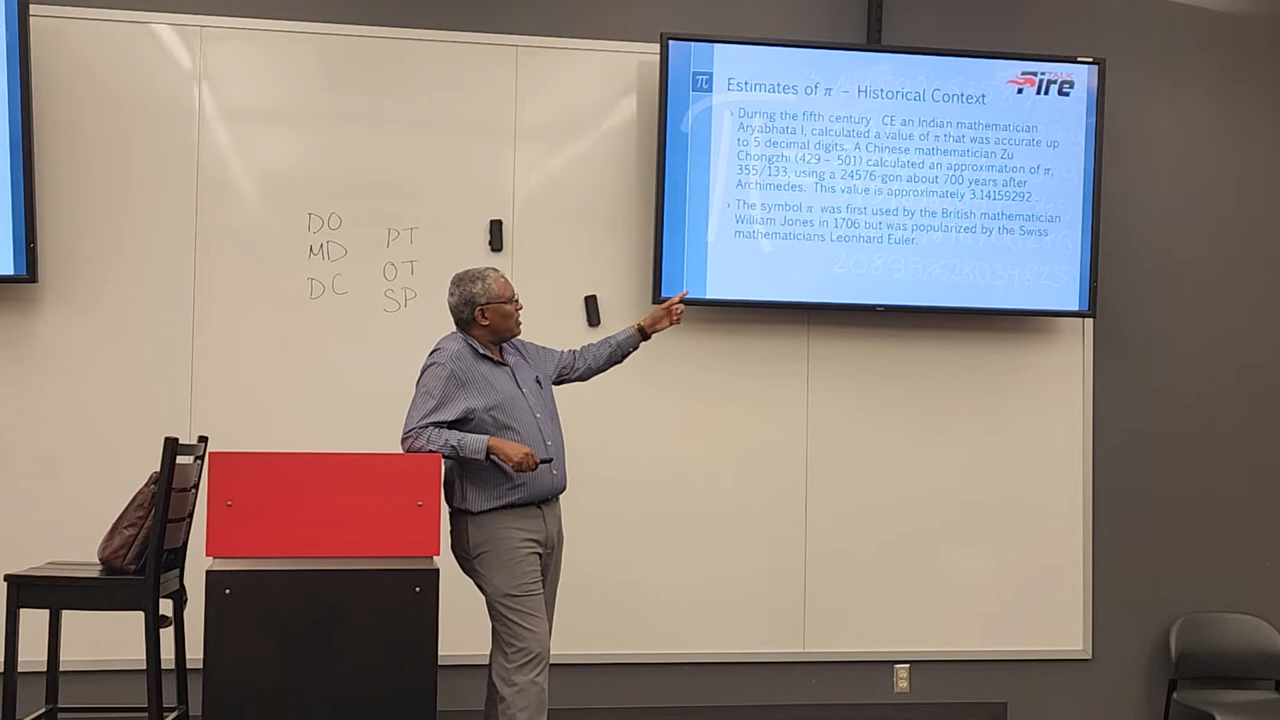 DO
MD
DC
PT
OT
SP
π
TALK
Fire
Estimates of π – Historical Context
› During the fifth century CE an Indian mathematician
Aryabhata I, calculated a value of π that was accurate up
to 5 decimal digits. A Chinese mathematician Zu
Chongzhi (429 – 501) calculated an approximation of π,
355/133, using a 24576-gon about 700 years after
Archimedes. This value is approximately 3.14159292 .
› The symbol π was first used by the British mathematician
William Jones in 1706 but was popularized by the Swiss
mathematicians Leonhard Euler.